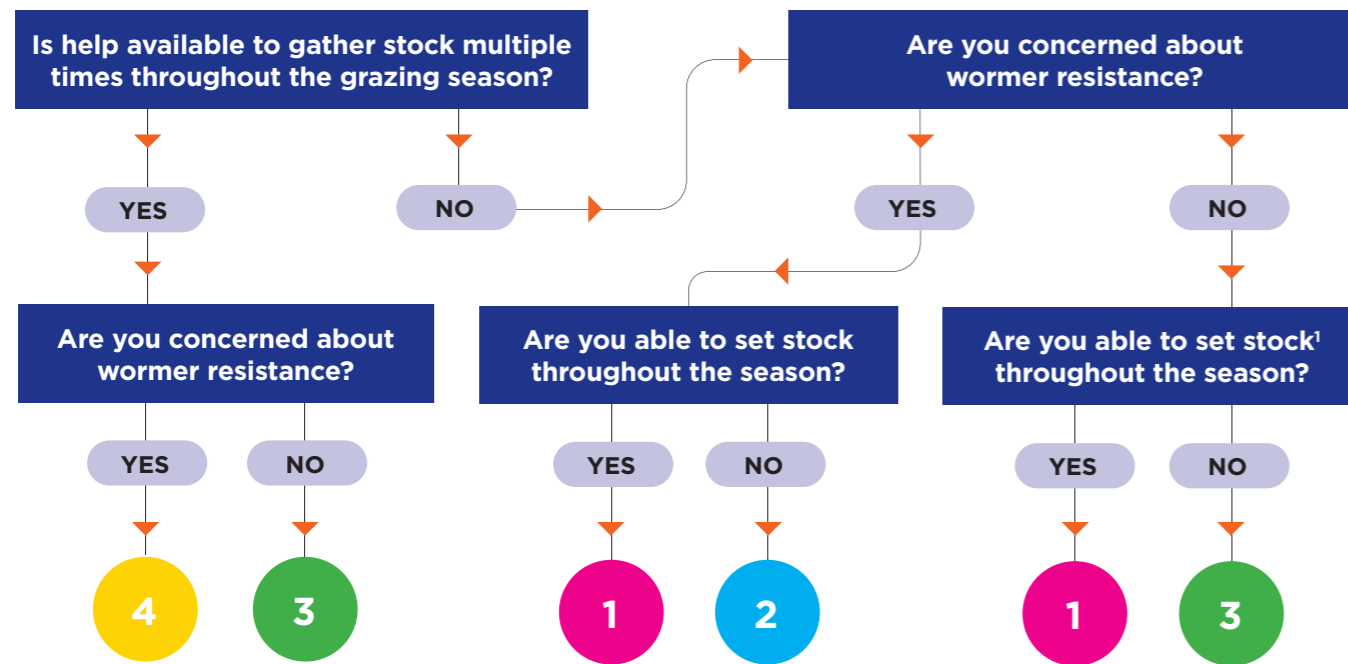 Is help available to gather stock multiple
times throughout the grazing season?
Are you concerned about
wormer resistance?
YES
NO
YES
NO
Are you concerned about
wormer resistance?
Are you able to set stock
throughout the season?
Are you able to set stock¹
throughout the season?
YES
NO
YES
NO
YES
NO
4
3
1
2
1
3